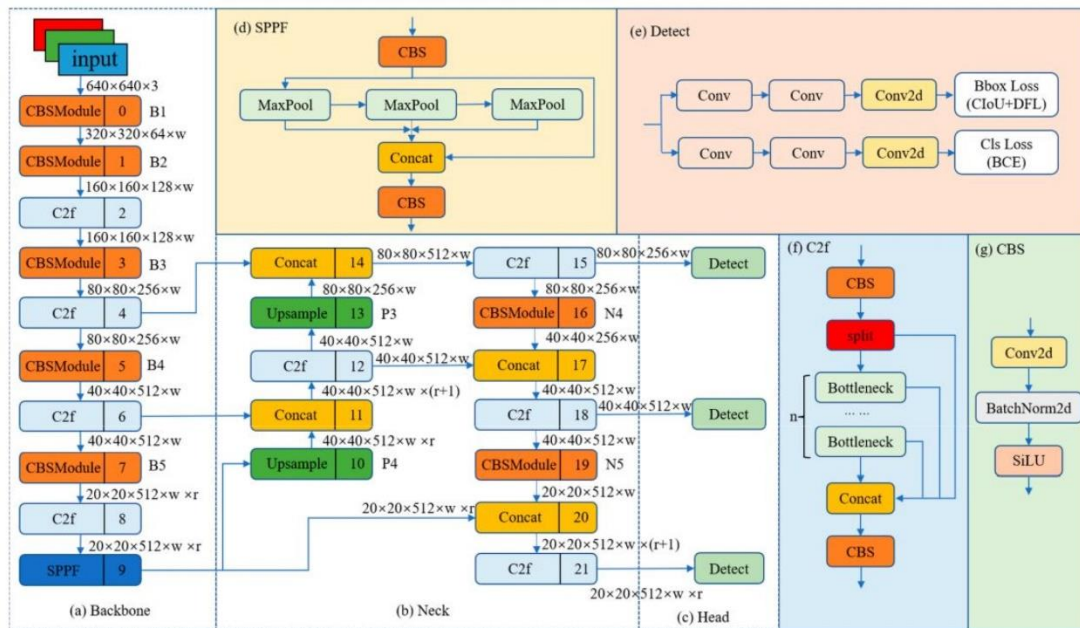 input
640×640×3
CBSModule 0 B1
320×320×64×w
CBSModule 1 B2
160×160×128×w
C2f 2
160×160×128×w
CBSModule 3 B3
80×80×256×w
C2f 4
80×80×256×w
CBSModule 5 B4
40×40×512×w
C2f 6
40×40×512×w
CBSModule 7 B5
20×20×512×w ×r
C2f 8
20×20×512×w ×r
SPPF 9
(a) Backbone
(d) SPPF
CBS
MaxPool MaxPool MaxPool
Concat
CBS
(e) Detect
Conv Conv Conv2d Bbox Loss
(CIoU+DFL)
Conv Conv Conv2d Cls Loss
(BCE)
Concat 14
80×80×512×w
80×80×256×w
Upsample 13 P3
40×40×512×w
C2f 12
40×40×512×w
40×40×512×w ×(r+1)
Concat 11
40×40×512×w ×r
Upsample 10 P4
C2f 15
80×80×256×w
80×80×256×w
CBSModule 16 N4
40×40×256×w
Concat 17
40×40×512×w
C2f 18
40×40×512×w
40×40×512×w
CBSModule 19 N5
20×20×512×w
20×20×512×w ×r
Concat 20
20×20×512×w ×(r+1)
C2f 21
20×20×512×w ×r
(b) Neck
Detect
Detect
Detect
(c) Head
(f) C2f
CBS
split
Bottleneck
n
... ...
Bottleneck
Concat
CBS
(g) CBS
Conv2d
BatchNorm2d
SiLU